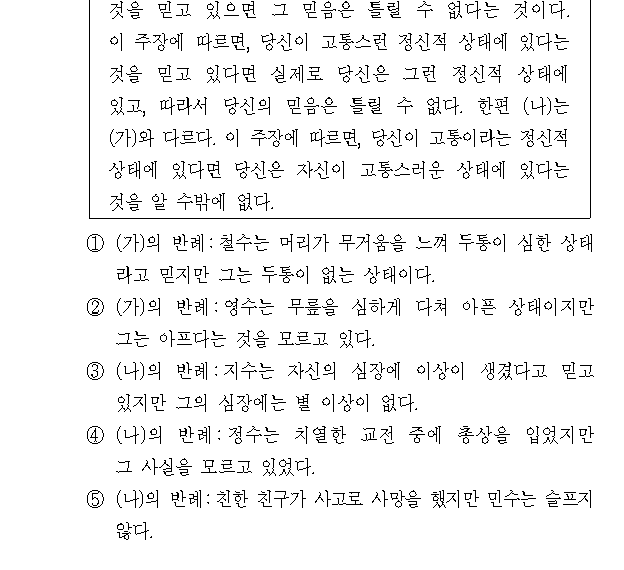 것을 믿고 있으면 그 믿음은 틀릴 수 없다는 것이다.
이 주장에 따르면, 당신이 고통스런 정신적 상태에 있다는
것을 믿고 있다면 실제로 당신은 그런 정신적 상태에
있고, 따라서 당신의 믿음은 틀릴 수 없다. 한편 (나)는
(가)와 다르다. 이 주장에 따르면, 당신이 고통이라는 정신적
상태에 있다면 당신은 자신이 고통스러운 상태에 있다는
것을 알 수밖에 없다.
① (가)의 반례 : 철수는 머리가 무거움을 느껴 두통이 심한 상태
라고 믿지만 그는 두통이 없는 상태이다.
② (가)의 반례 : 영수는 무릎을 심하게 다쳐 아픈 상태이지만
그는 아프다는 것을 모르고 있다.
③ (나)의 반례 : 지수는 자신의 심장에 이상이 생겼다고 믿고
있지만 그의 심장에는 별 이상이 없다.
④ (나)의 반례 : 정수는 치열한 교전 중에 총상을 입었지만
그 사실을 모르고 있었다.
⑤ (나)의 반례 : 친한 친구가 사고로 사망을 했지만 민수는 슬프지
않다.